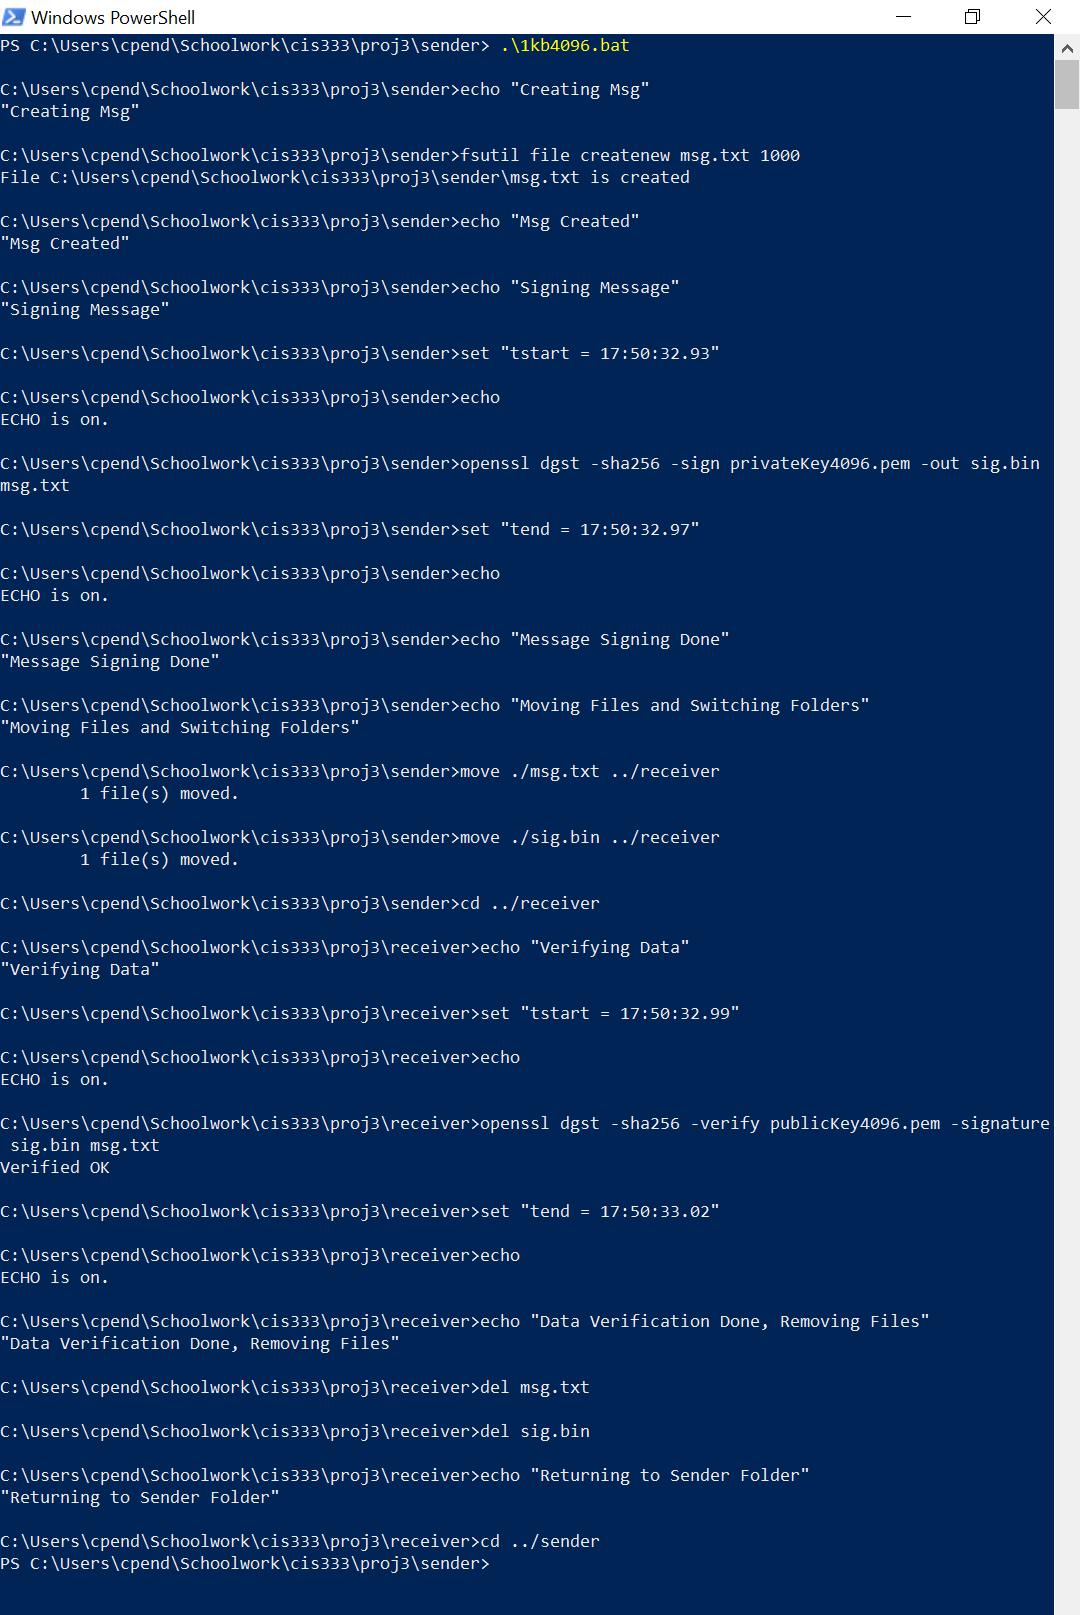 Windows PowerShell
PS C:\Users\cpend\Schoolwork\cis333\proj3\sender> .\1kb4096.bat
C:\Users\cpend\Schoolwork\cis333\proj3\sender>echo "Creating Msg"
"Creating Msg"
C:\Users\cpend\Schoolwork\cis333\proj3\sender>fsutil file createnew msg.txt 1000
File C:\Users\cpend\Schoolwork\cis333\proj3\sender\msg.txt is created
C:\Users\cpend\Schoolwork\cis333\proj3\sender>echo "Msg Created"
"Msg Created"
C:\Users\cpend\Schoolwork\cis333\proj3\sender>echo "Signing Message"
"Signing Message"
C:\Users\cpend\Schoolwork\cis333\proj3\sender>set "tstart = 17:50:32.93"
C:\Users\cpend\Schoolwork\cis333\proj3\sender>echo
ECHO is on.
C:\Users\cpend\Schoolwork\cis333\proj3\sender>openssl dgst -sha256 -sign privateKey4096.pem -out sig.bin
msg.txt
C:\Users\cpend\Schoolwork\cis333\proj3\sender>set "tend = 17:50:32.97"
C:\Users\cpend\Schoolwork\cis333\proj3\sender>echo
ECHO is on.
C:\Users\cpend\Schoolwork\cis333\proj3\sender>echo "Message Signing Done"
"Message Signing Done"
C:\Users\cpend\Schoolwork\cis333\proj3\sender>echo "Moving Files and Switching Folders"
"Moving Files and Switching Folders"
C:\Users\cpend\Schoolwork\cis333\proj3\sender>move ./msg.txt ../receiver
1 file(s) moved.
C:\Users\cpend\Schoolwork\cis333\proj3\sender>move ./sig.bin ../receiver
1 file(s) moved.
C:\Users\cpend\Schoolwork\cis333\proj3\sender>cd ../receiver
C:\Users\cpend\Schoolwork\cis333\proj3\receiver>echo "Verifying Data"
"Verifying Data"
C:\Users\cpend\Schoolwork\cis333\proj3\receiver>set "tstart = 17:50:32.99"
C:\Users\cpend\Schoolwork\cis333\proj3\receiver>echo
ECHO is on.
C:\Users\cpend\Schoolwork\cis333\proj3\receiver>openssl dgst -sha256 -verify publicKey4096.pem -signature
sig.bin msg.txt
Verified OK
C:\Users\cpend\Schoolwork\cis333\proj3\receiver>set "tend = 17:50:33.02"
C:\Users\cpend\Schoolwork\cis333\proj3\receiver>echo
ECHO is on.
C:\Users\cpend\Schoolwork\cis333\proj3\receiver>echo "Data Verification Done, Removing Files"
"Data Verification Done, Removing Files"
C:\Users\cpend\Schoolwork\cis333\proj3\receiver>del msg.txt
C:\Users\cpend\Schoolwork\cis333\proj3\receiver>del sig.bin
C:\Users\cpend\Schoolwork\cis333\proj3\receiver>echo "Returning to Sender Folder"
"Returning to Sender Folder"
C:\Users\cpend\Schoolwork\cis333\proj3\receiver>cd ../sender
PS C:\Users\cpend\Schoolwork\cis333\proj3\sender>